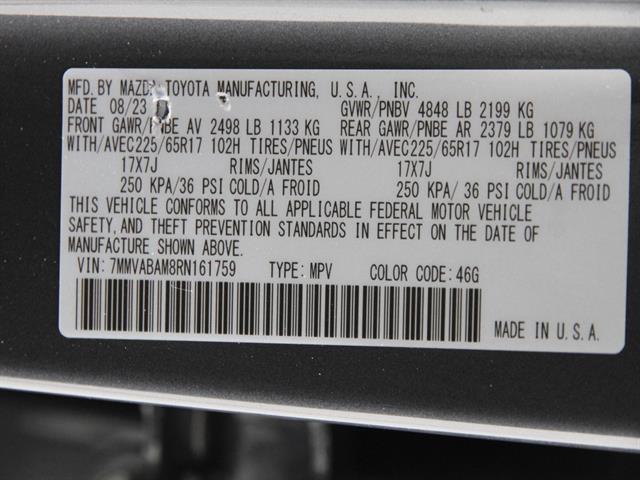 MFD. BY MAZDA TOYOTA MANUFACTURING, U.S.A., INC.
DATE 08/23 GVWR/PNBV 4848 LB 2199 KG
FRONT GAWR/PNBE AV 2498 LB 1133 KG REAR GAWR/PNBE AR 2379 LB 1079 KG
WITH/AVEC225/65R17 102H TIRES/PNEUS WITH/AVEC225/65R17 102H TIRES/PNEUS
17X7J RIMS/JANTES 17X7J RIMS/JANTES
250 KPA/36 PSI COLD/A FROID 250 KPA/ 36 PSI COLD/A FROID
THIS VEHICLE CONFORMS TO ALL APPLICABLE FEDERAL MOTOR VEHICLE
SAFETY, AND THEFT PREVENTION STANDARDS IN EFFECT ON THE DATE OF
MANUFACTURE SHOWN ABOVE.
VIN: 7MMVABAM8RN161759 TYPE: MPV COLOR CODE: 46G
MADE IN U.S.A.